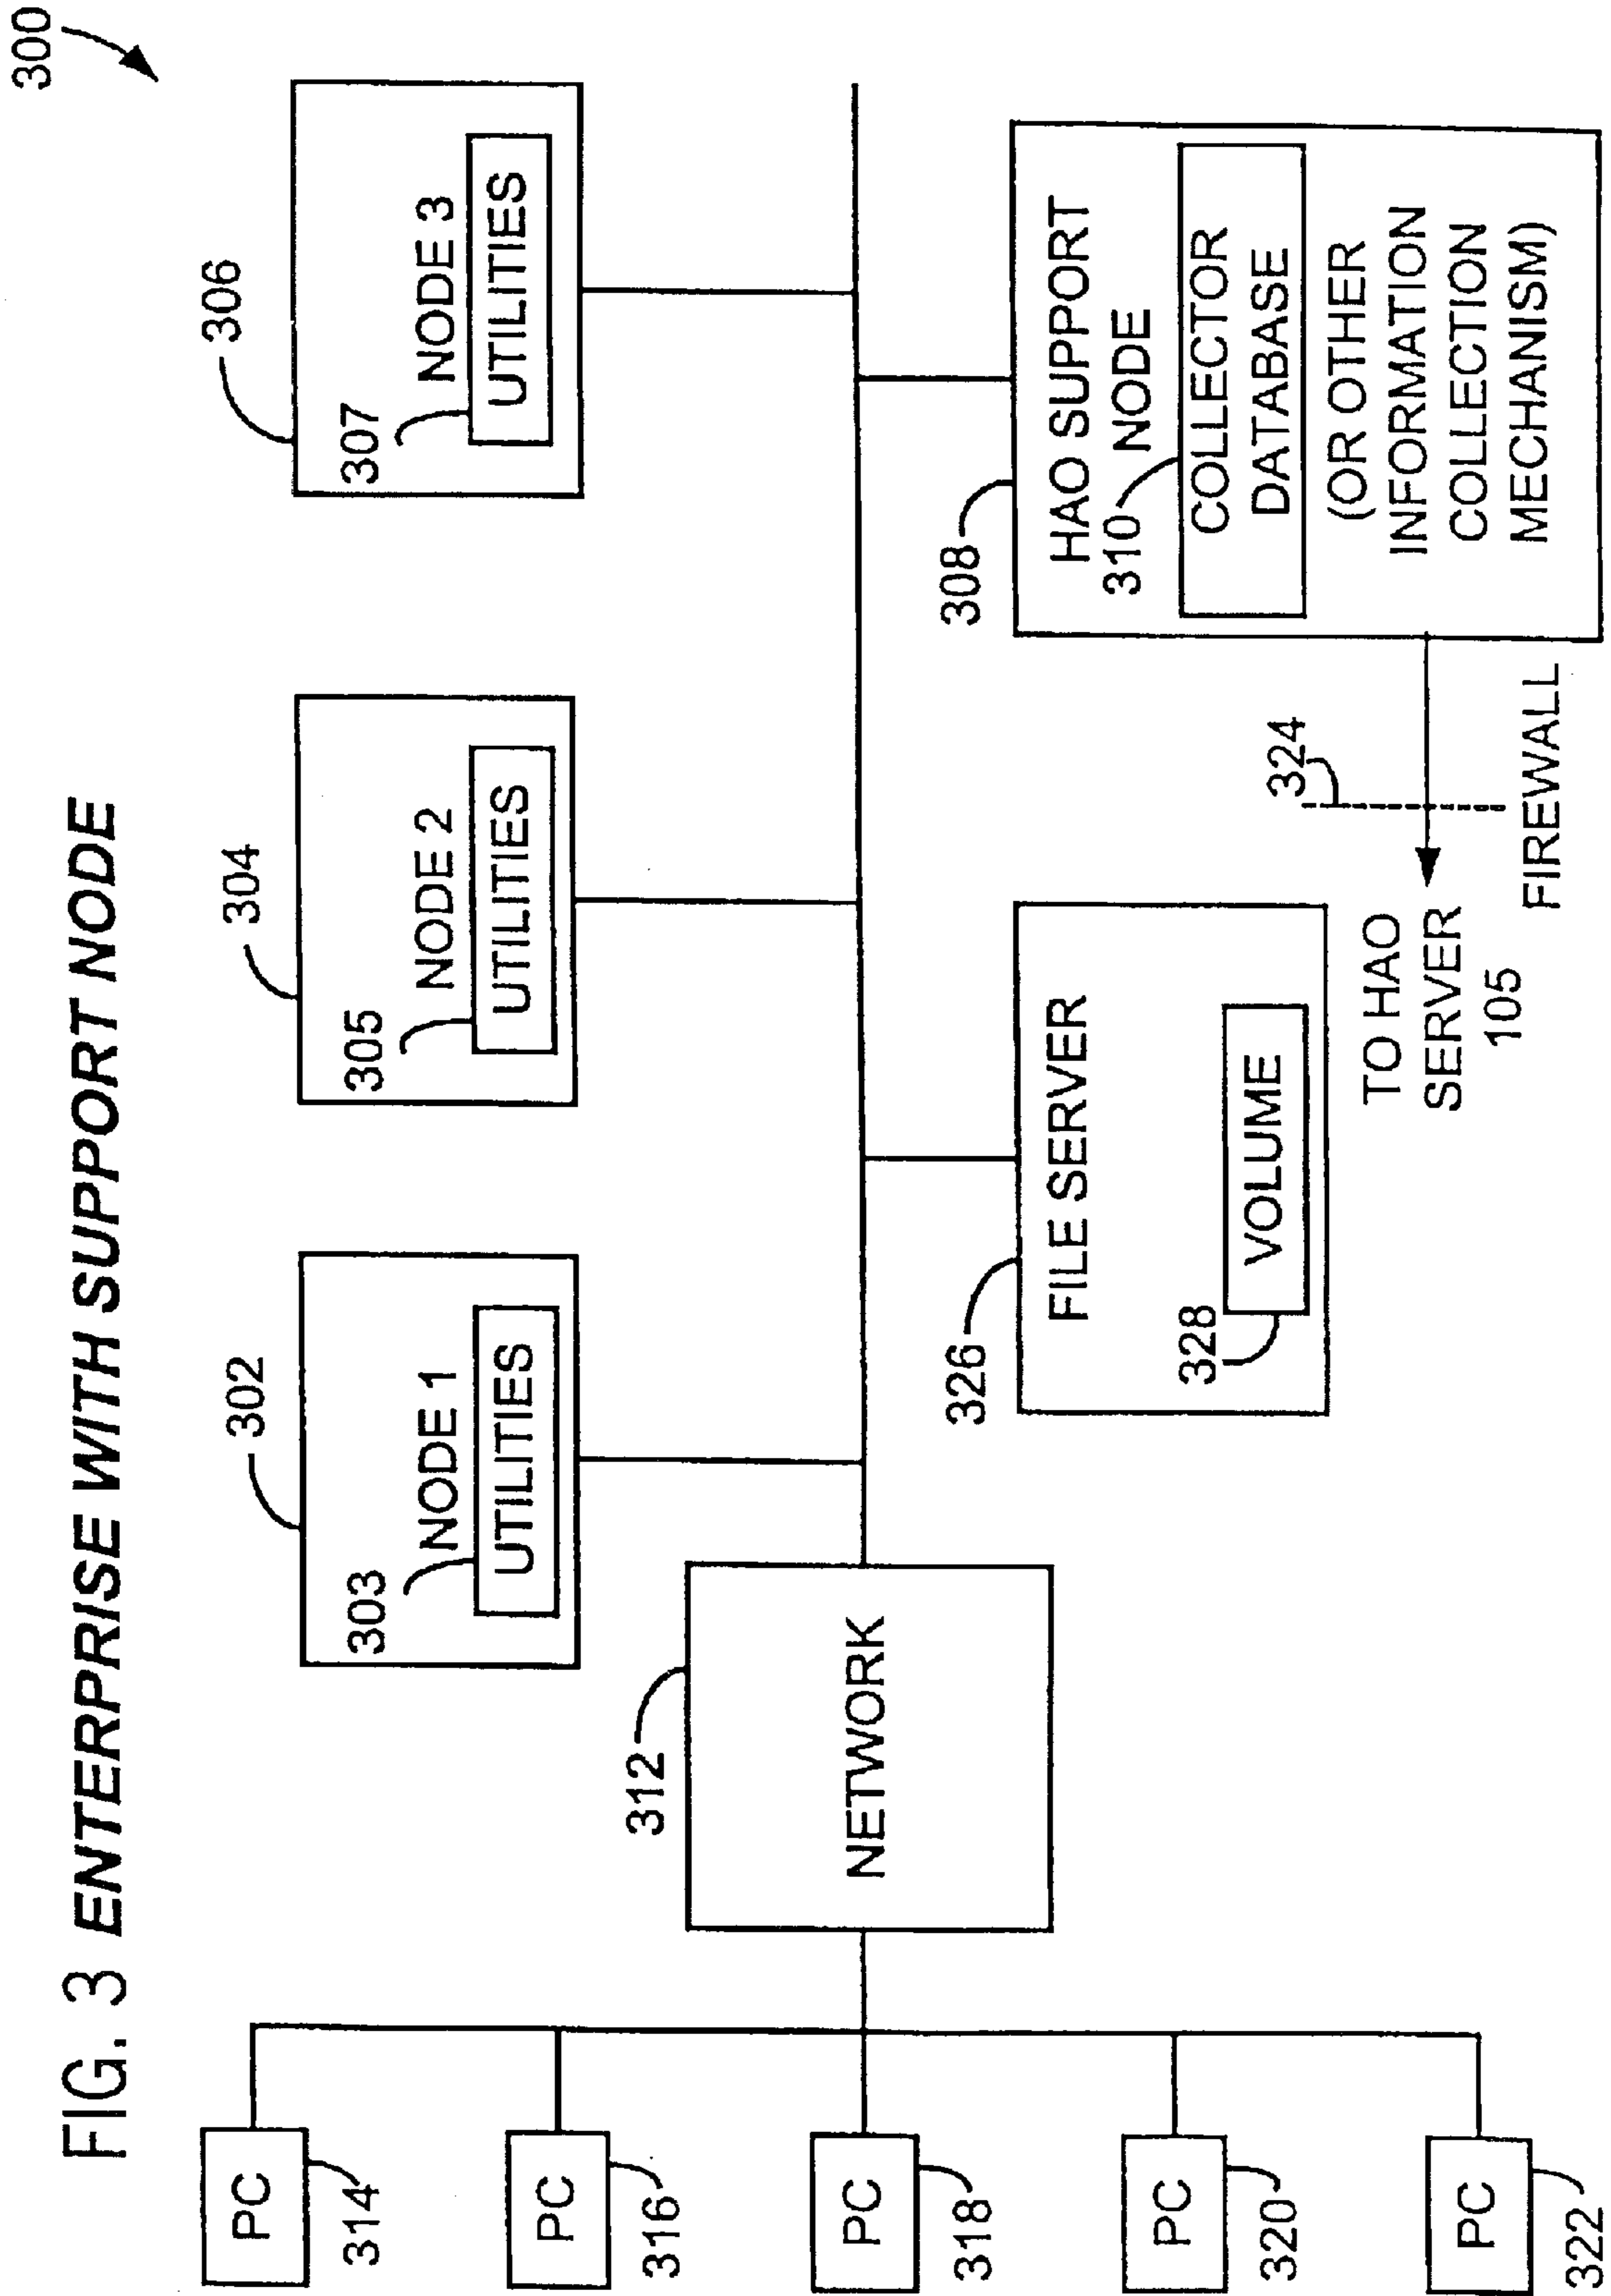 FIG. 3 ENTERPRISE WITH SUPPORT NODE
300
302
303
NODE 1
UTILITIES
304
305
NODE 2
UTILITIES
306
307
NODE 3
UTILITIES
312
NETWORK
PC
314
PC
316
PC
318
PC
320
PC
322
326
FILE SERVER
328
VOLUME
308
HAO SUPPORT
NODE
310
COLLECTOR
DATABASE
(OR OTHER
INFORMATION
COLLECTION
MECHANISM)
324
FIREWALL
TO HAO
SERVER
105